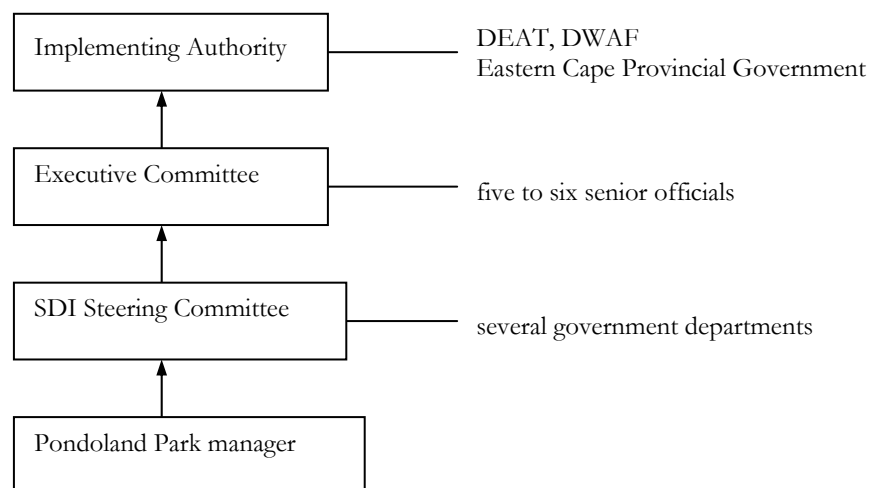 Implementing Authority
DEAT, DWAF
Eastern Cape Provincial Government
Executive Committee
five to six senior officials
SDI Steering Committee
several government departments
Pondoland Park manager